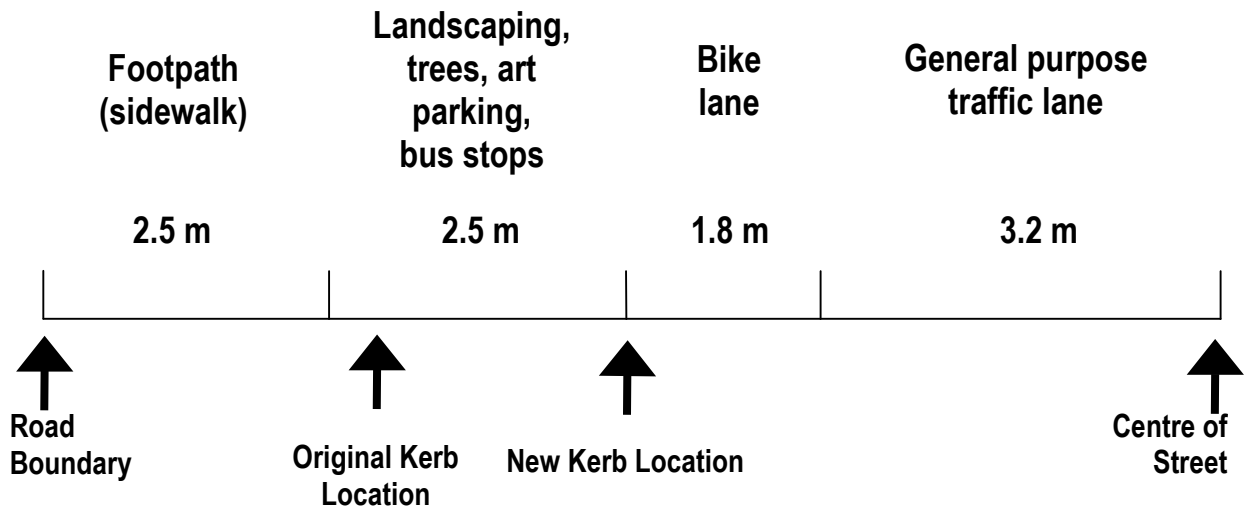 Footpath
(sidewalk)
Landscaping,
trees, art
parking,
bus stops
Bike
lane
General purpose
traffic lane
2.5 m
2.5 m
1.8 m
3.2 m
Road
Boundary
Original Kerb
Location
New Kerb Location
Centre of
Street